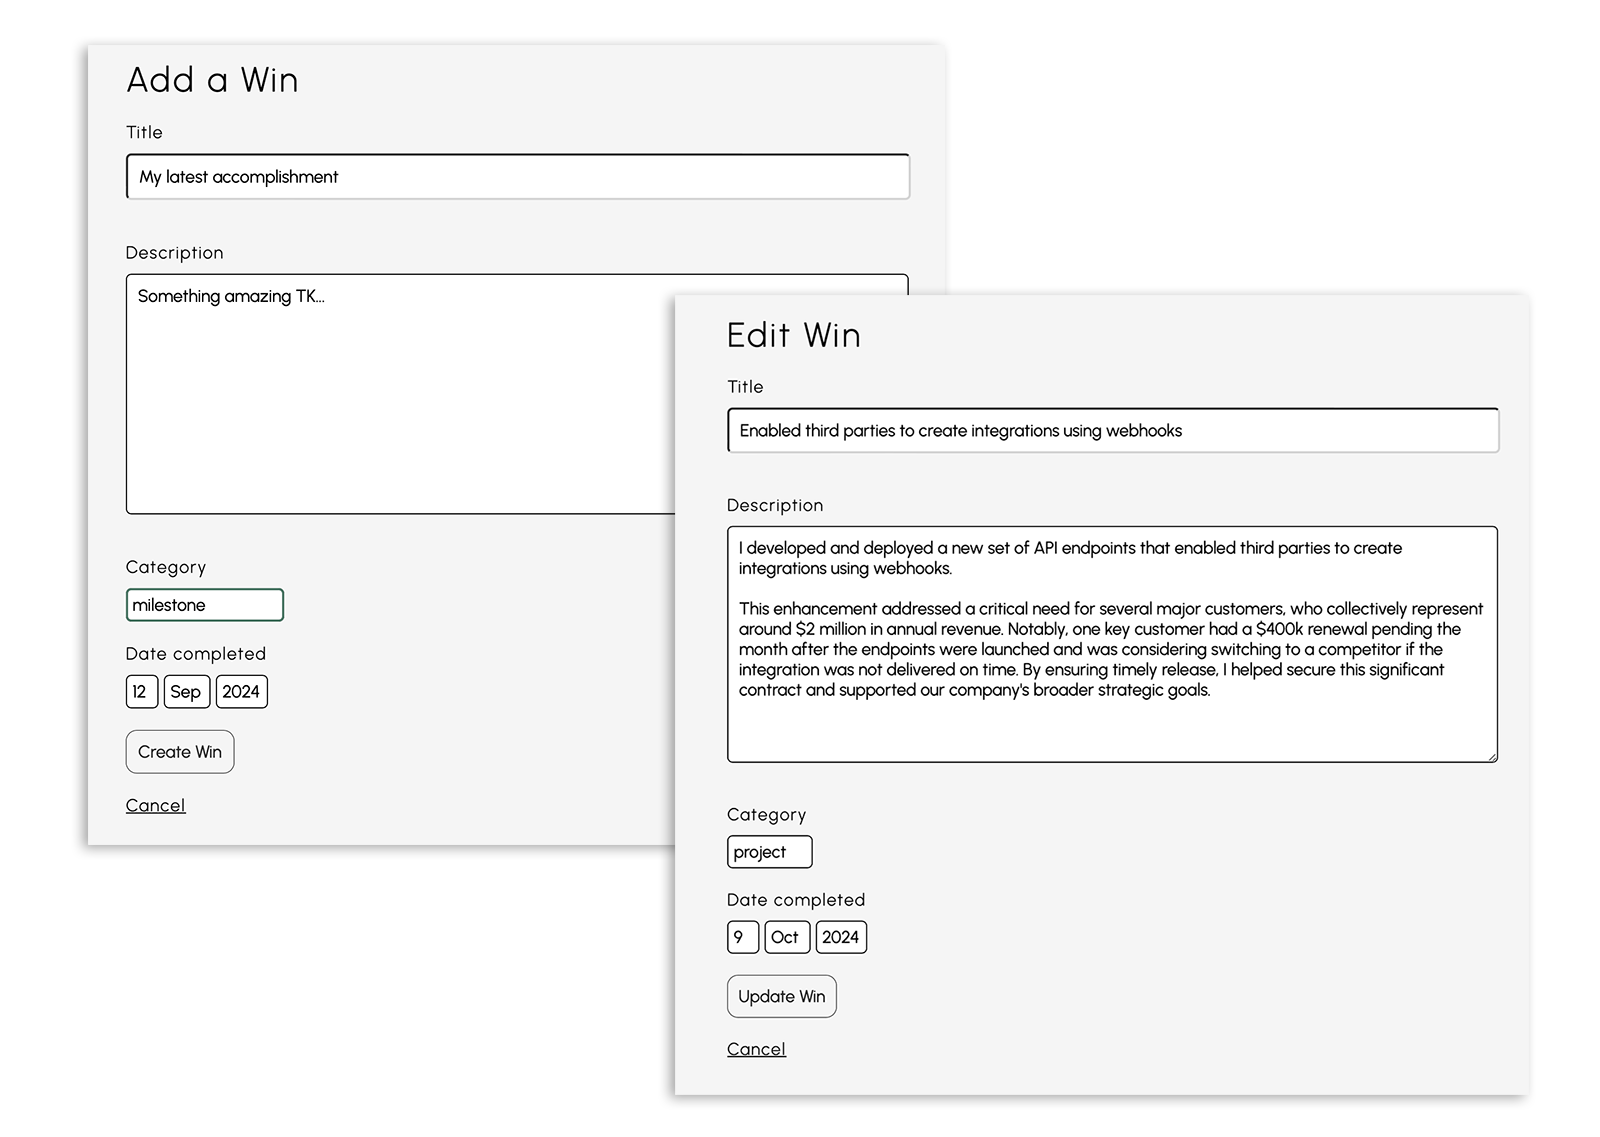 Add a Win
Title
My latest accomplishment
Description
Something amazing TK...
Category
milestone
Date completed
12 Sep 2024
Create Win
Cancel
Edit Win
Title
Enabled third parties to create integrations using webhooks
Description
I developed and deployed a new set of API endpoints that enabled third parties to create
integrations using webhooks.
This enhancement addressed a critical need for several major customers, who collectively represent
around $2 million in annual revenue. Notably, one key customer had a $400k renewal pending the
month after the endpoints were launched and was considering switching to a competitor if the
integration was not delivered on time. By ensuring timely release, I helped secure this significant
contract and supported our company's broader strategic goals.
Category
project
Date completed
9 Oct 2024
Update Win
Cancel